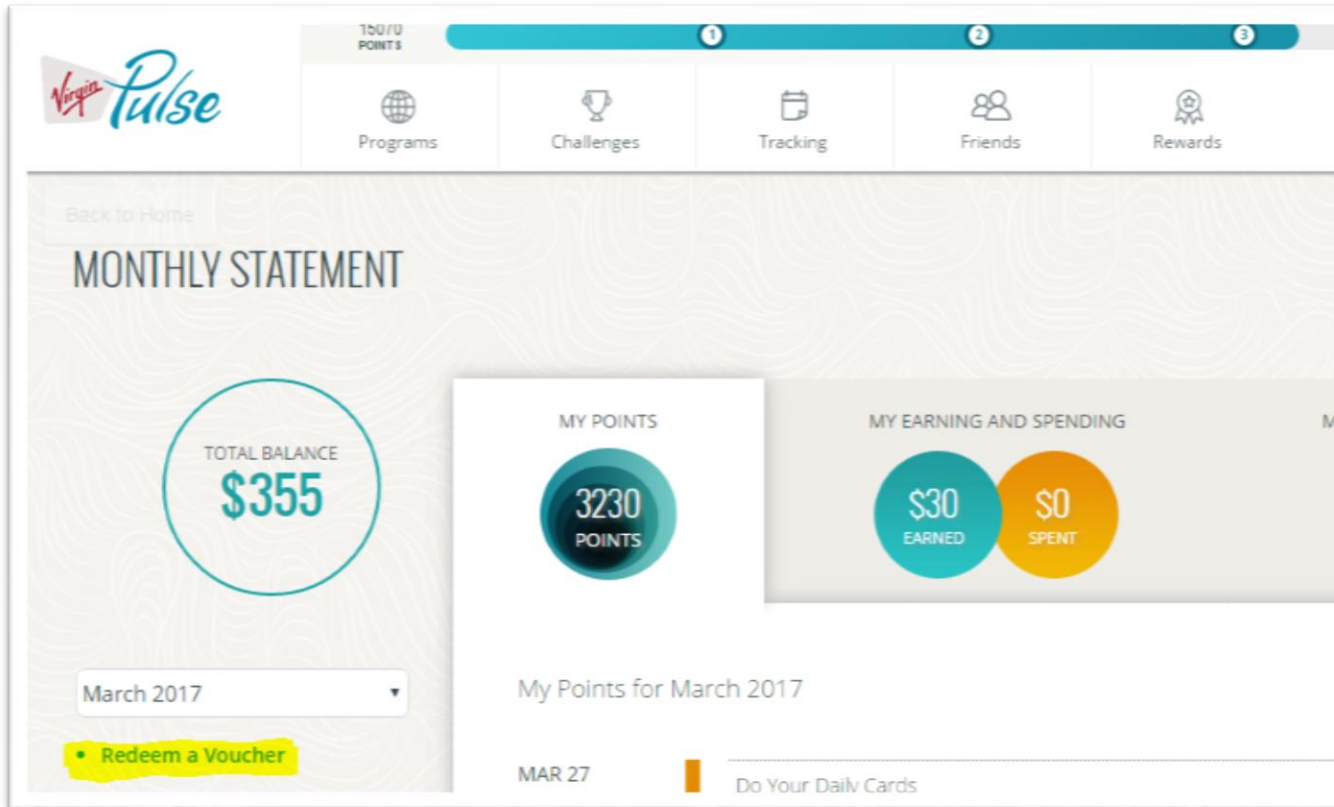 15070
POINTS
1
2
3
Virgin Pulse
Programs
Challenges
Tracking
Friends
Rewards
Back to Home
MONTHLY STATEMENT
TOTAL BALANCE
$355
MY POINTS
3230
POINTS
MY EARNING AND SPENDING
$30
EARNED
$0
SPENT
M
March 2017
• Redeem a Voucher
My Points for March 2017
MAR 27
Do Your Daily Cards